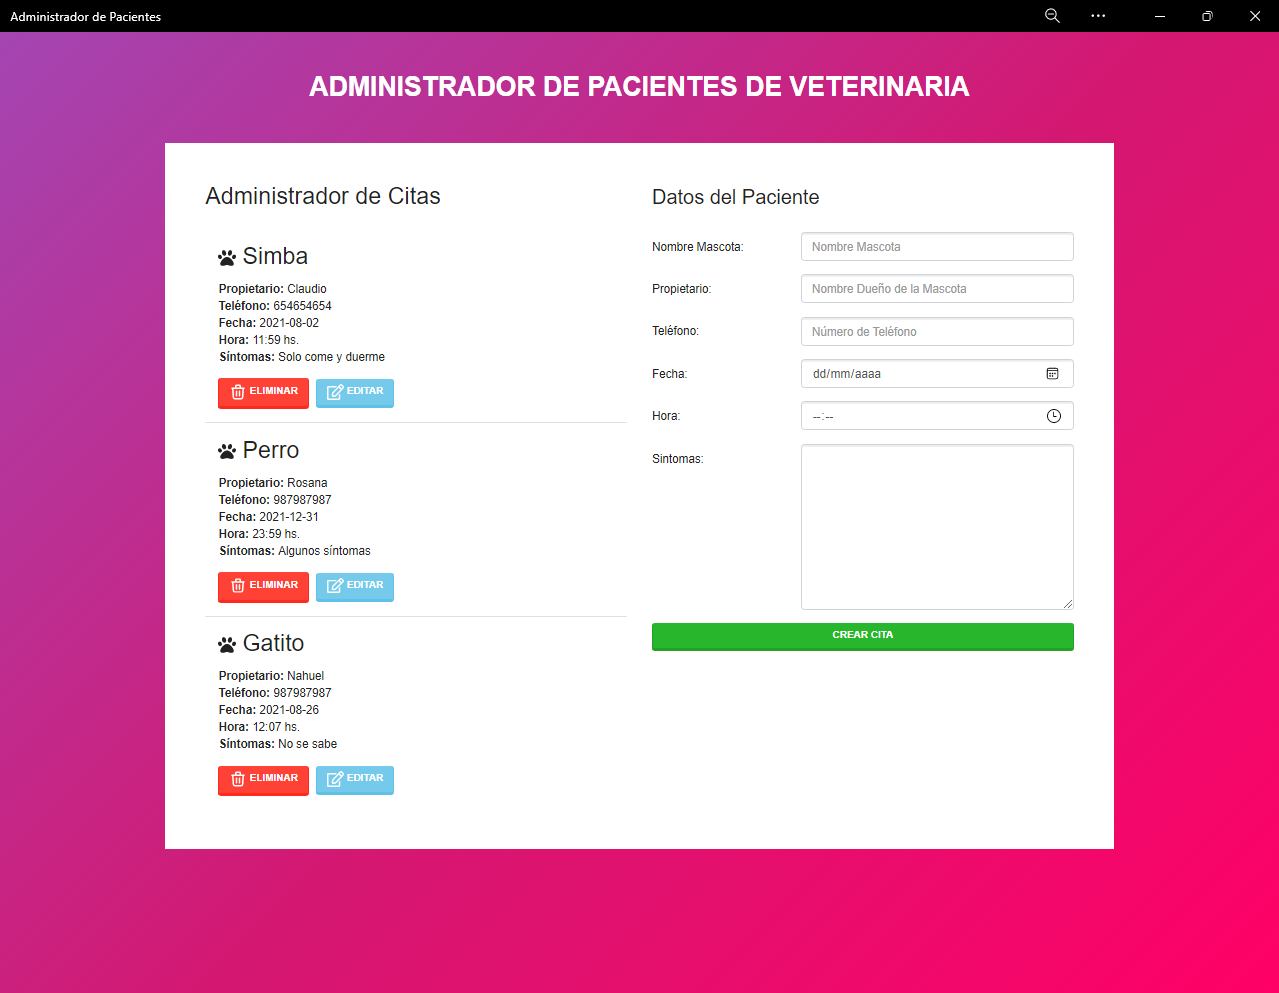 Administrador de Pacientes
ADMINISTRADOR DE PACIENTES DE VETERINARIA
Administrador de Citas
Simba
Propietario: Claudio
Teléfono: 654654654
Fecha: 2021-08-02
Hora: 11:59 hs.
Síntomas: Solo come y duerme
ELIMINAR EDITAR
Perro
Propietario: Rosana
Teléfono: 987987987
Fecha: 2021-12-31
Hora: 23:59 hs.
Síntomas: Algunos síntomas
ELIMINAR EDITAR
Gatito
Propietario: Nahuel
Teléfono: 987987987
Fecha: 2021-08-26
Hora: 12:07 hs.
Síntomas: No se sabe
ELIMINAR EDITAR
Datos del Paciente
Nombre Mascota: Nombre Mascota
Propietario: Nombre Dueño de la Mascota
Teléfono: Número de Teléfono
Fecha: dd/mm/aaaa
Hora: --:--
Sintomas:
CREAR CITA